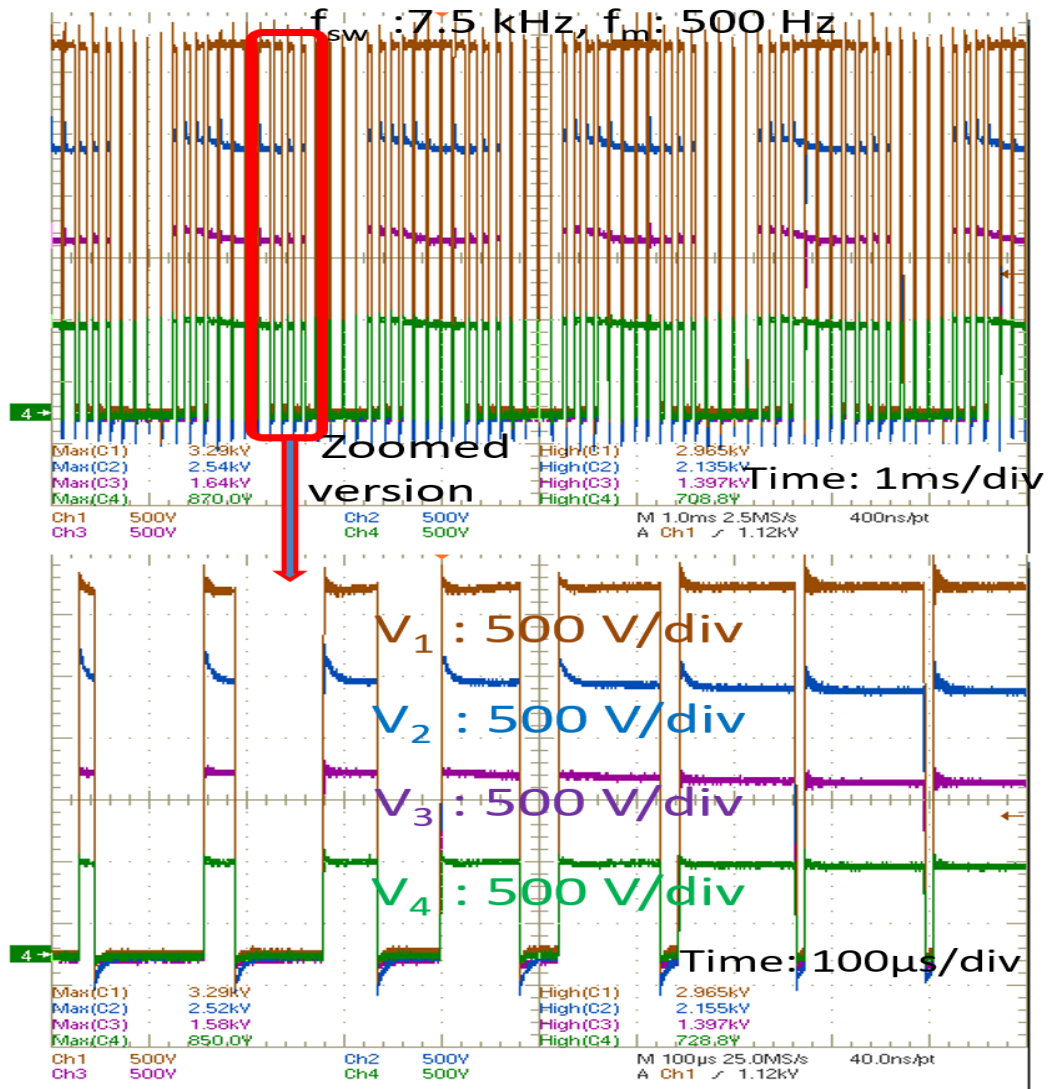 f_sw :7.5 kHz, f_m: 500 Hz
4
Max(C1) 3.29kV High(C1) 2.965kV
Max(C2) 2.54kV High(C2) 2.135kV
Max(C3) 1.64kV High(C3) 1.397kV
Max(C4) 870.0V High(C4) 708.8V
Zoomed
version
Time: 1ms/div
Ch1 500V Ch2 500V M 1.0ms 2.5MS/s 400ns/pt
Ch3 500V Ch4 500V A Ch1 / 1.12kV
V₁ : 500 V/div
V₂ : 500 V/div
V₃ : 500 V/div
V₄ : 500 V/div
4
Time: 100µs/div
Max(C1) 3.29kV High(C1) 2.965kV
Max(C2) 2.52kV High(C2) 2.155kV
Max(C3) 1.58kV High(C3) 1.397kV
Max(C4) 850.0V High(C4) 728.8V
Ch1 500V Ch2 500V M 100µs 25.0MS/s 40.0ns/pt
Ch3 500V Ch4 500V A Ch1 / 1.12kV